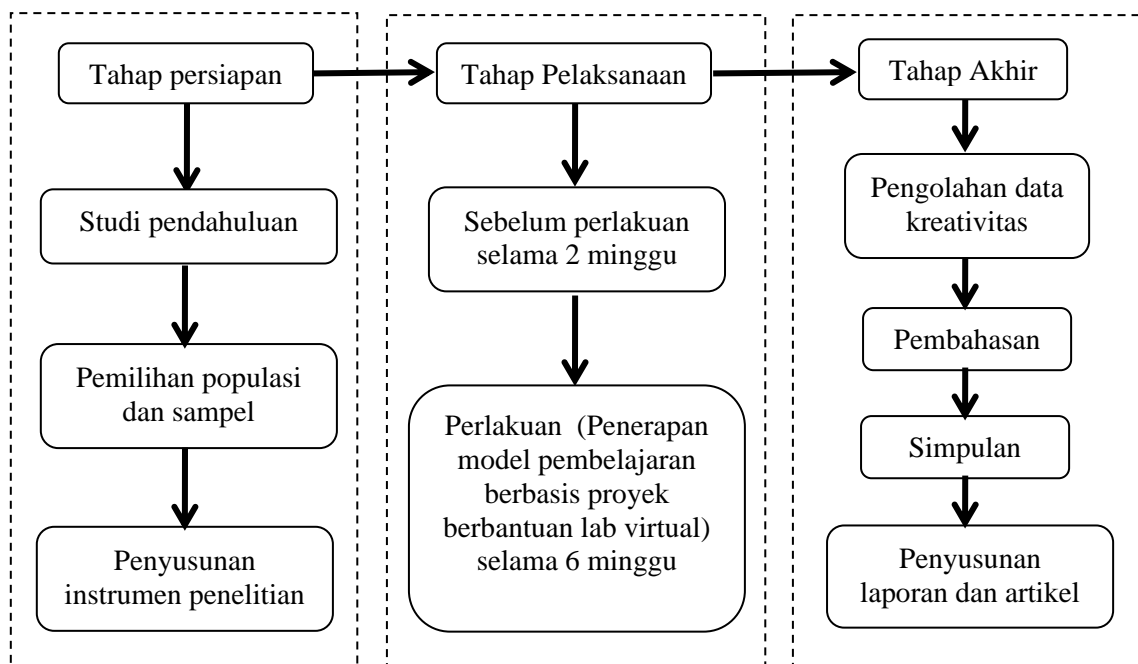 Tahap persiapan
Studi pendahuluan
Pemilihan populasi
dan sampel
Penyusunan
instrumen penelitian
Tahap Pelaksanaan
Sebelum perlakuan
selama 2 minggu
Perlakuan (Penerapan
model pembelajaran
berbasis proyek
berbantuan lab virtual)
selama 6 minggu
Tahap Akhir
Pengolahan data
kreativitas
Pembahasan
Simpulan
Penyusunan
laporan dan artikel